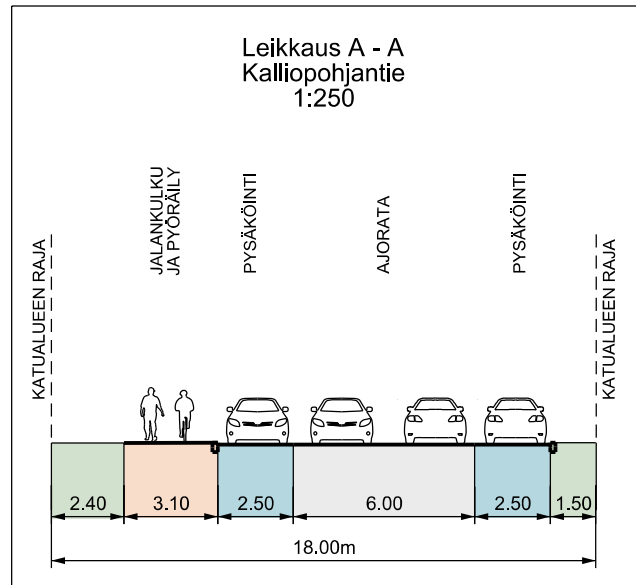 Leikkaus A - A
Kalliopohjantie
1:250
KATUALUEEN RAJA
JALANKULKU
JA PYÖRÄILY
PYSÄKÖINTI
AJORATA
PYSÄKÖINTI
KATUALUEEN RAJA
2.40 3.10 2.50 6.00 2.50 1.50
18.00m